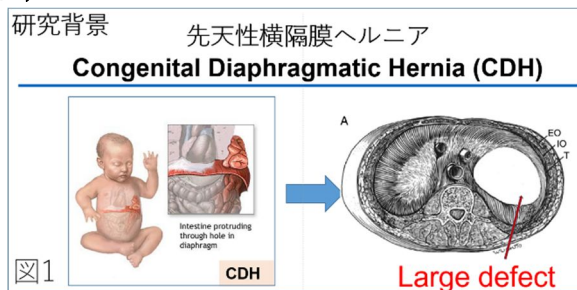 研究背景
先天性横隔膜ヘルニア
Congenital Diaphragmatic Hernia (CDH)
A
EO
IO
T
Intestine protruding
through hole in
diaphragm
CDH
図1
Large defect